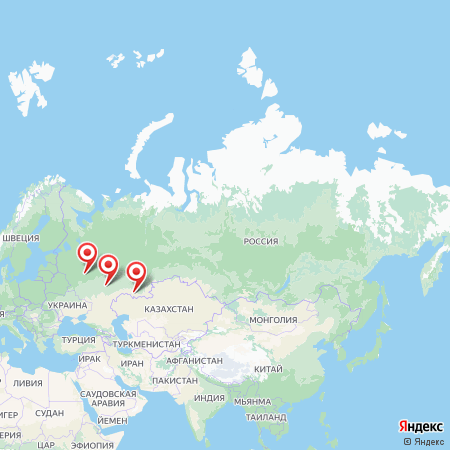 ШВЕЦИЯ
РОССИЯ
УКРАИНА
КАЗАХСТАН
МОНГОЛИЯ
ТУРЦИЯ
ТУРКМЕНИСТАН
ИРАК
ИРАН
АФГАНИСТАН
КИТАЙ
ПАКИСТАН
ЛИВИЯ
САУДОВСКАЯ
АРАВИЯ
ИНДИЯ
МЬЯНМА
ИГЕР
СУДАН
ЙЕМЕН
ТАИЛАНД
ЕРИЯ
ЭФИОПИЯ
Яндекс
© Яндекс